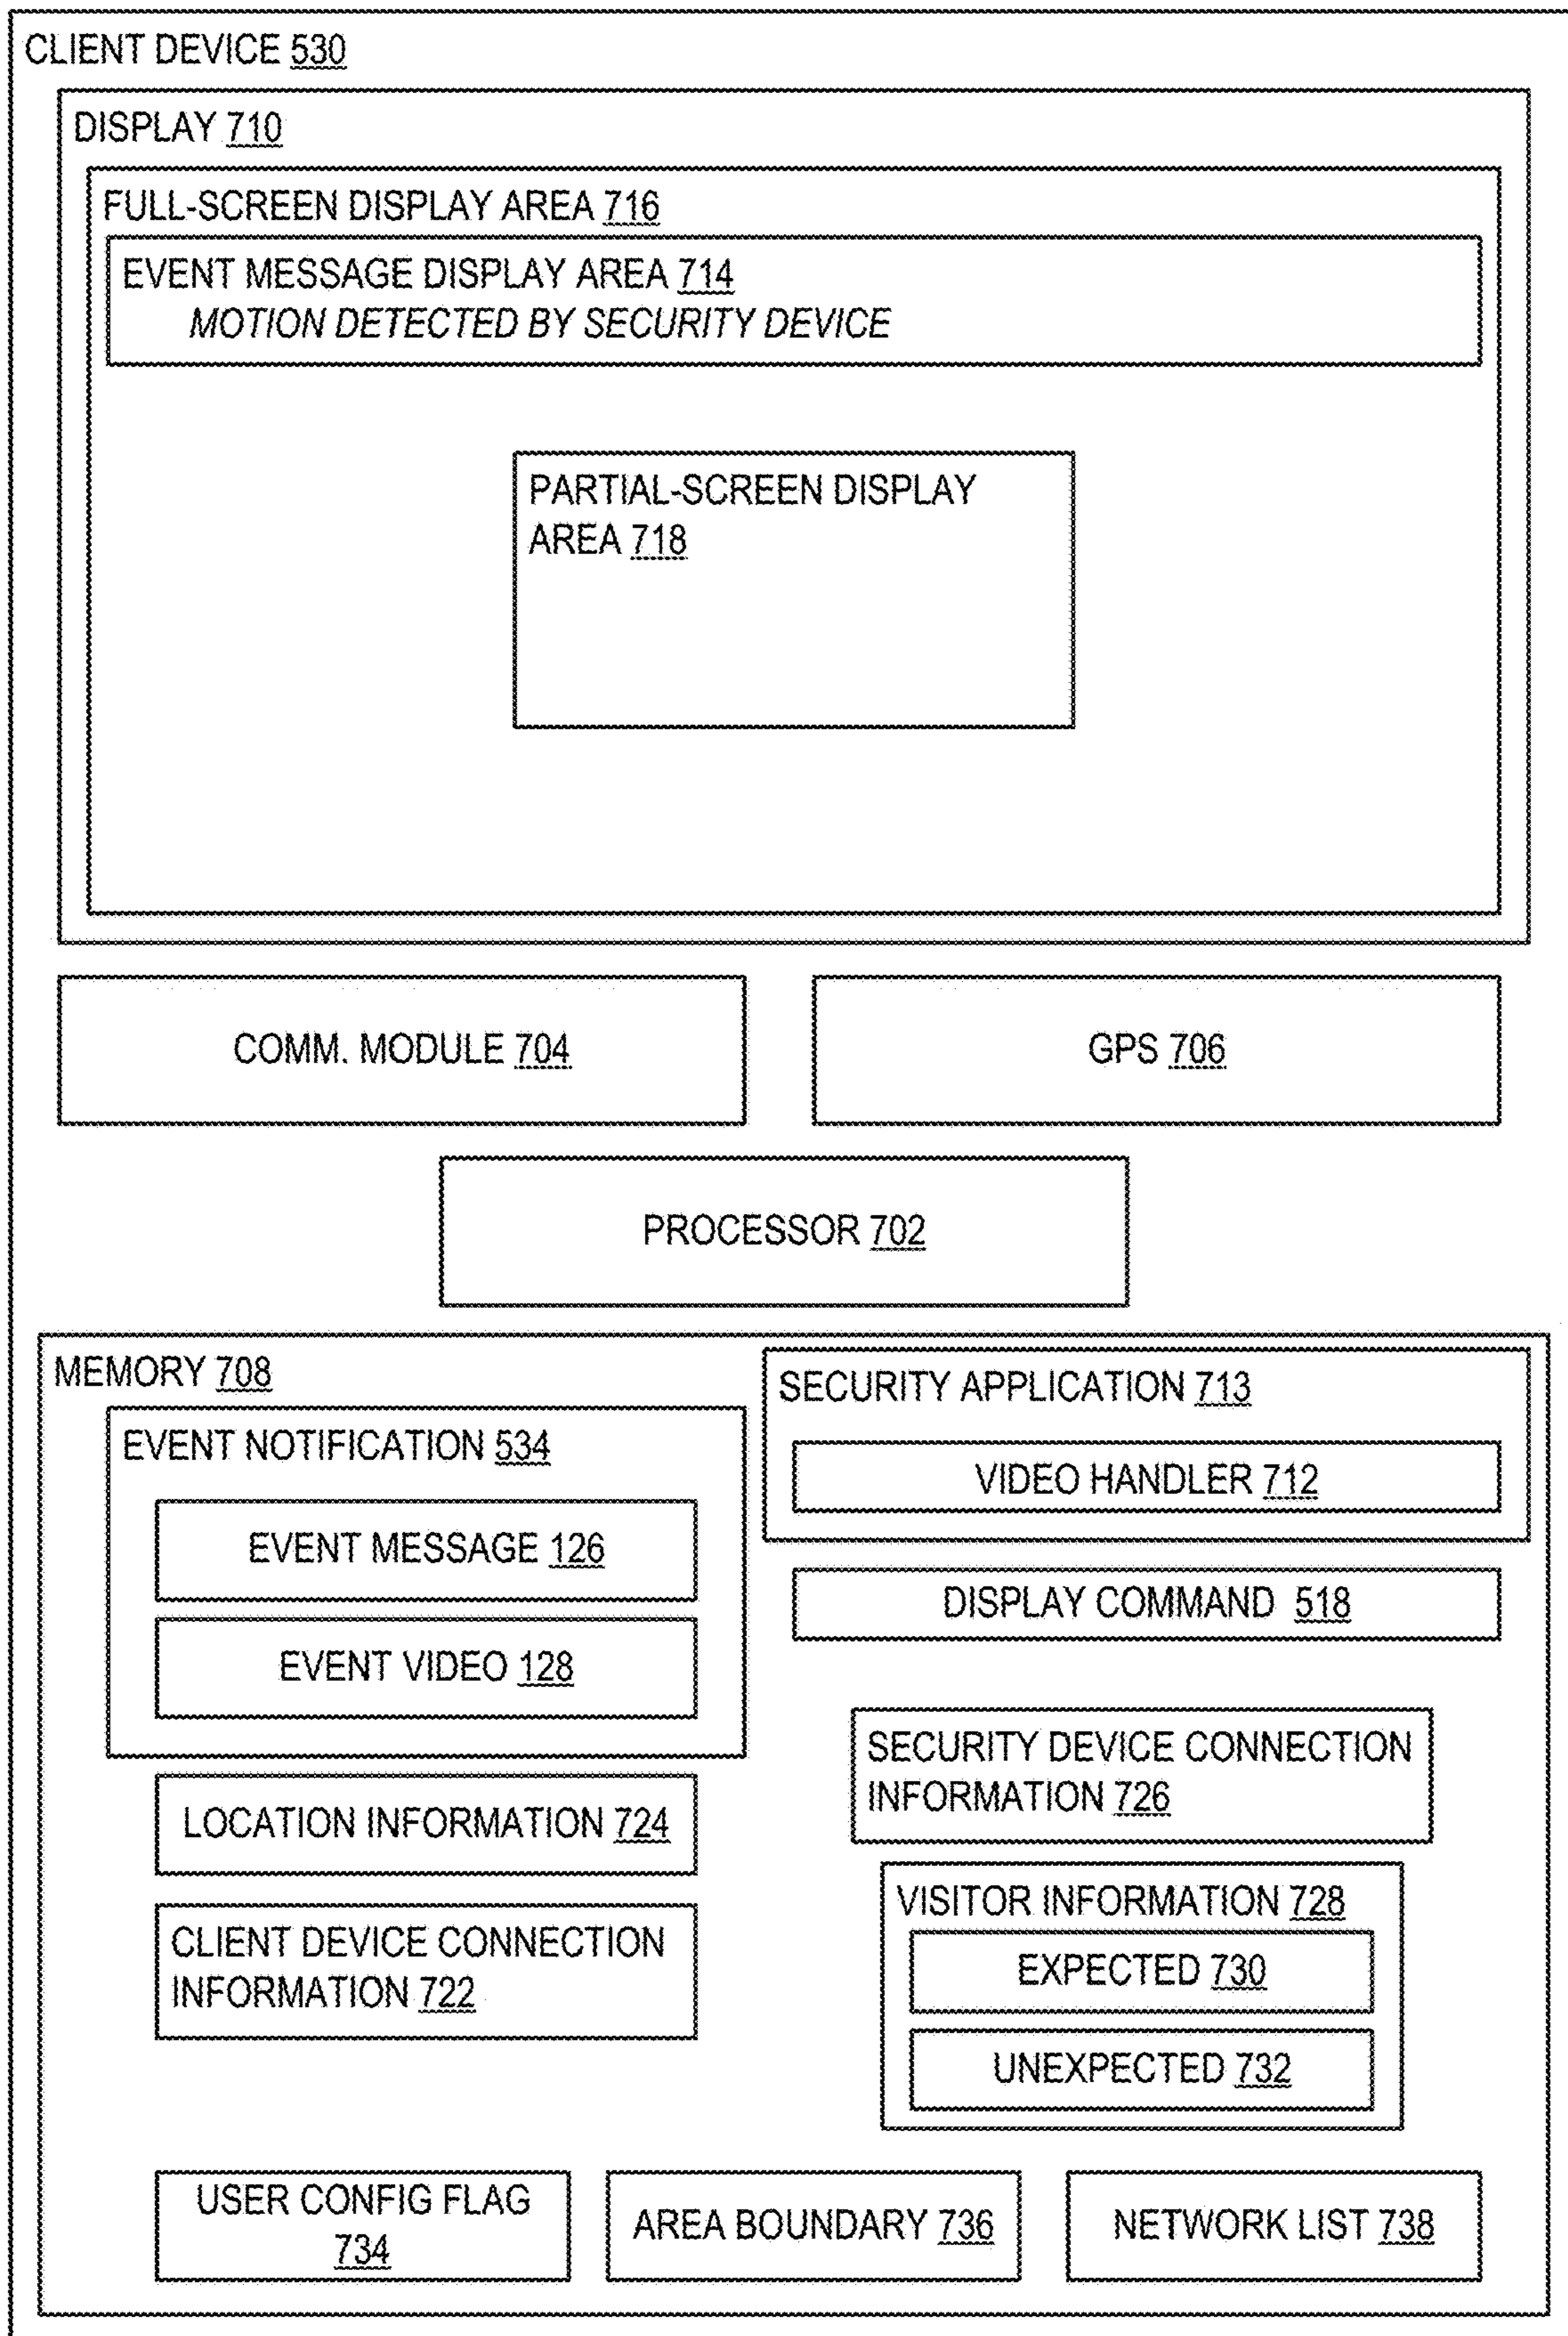 CLIENT DEVICE 530
DISPLAY 710
FULL-SCREEN DISPLAY AREA 716
EVENT MESSAGE DISPLAY AREA 714
MOTION DETECTED BY SECURITY DEVICE
PARTIAL-SCREEN DISPLAY
AREA 718
COMM. MODULE 704
GPS 706
PROCESSOR 702
MEMORY 708
EVENT NOTIFICATION 534
EVENT MESSAGE 126
EVENT VIDEO 128
LOCATION INFORMATION 724
CLIENT DEVICE CONNECTION
INFORMATION 722
SECURITY APPLICATION 713
VIDEO HANDLER 712
DISPLAY COMMAND 518
SECURITY DEVICE CONNECTION
INFORMATION 726
VISITOR INFORMATION 728
EXPECTED 730
UNEXPECTED 732
USER CONFIG FLAG
734
AREA BOUNDARY 736
NETWORK LIST 738